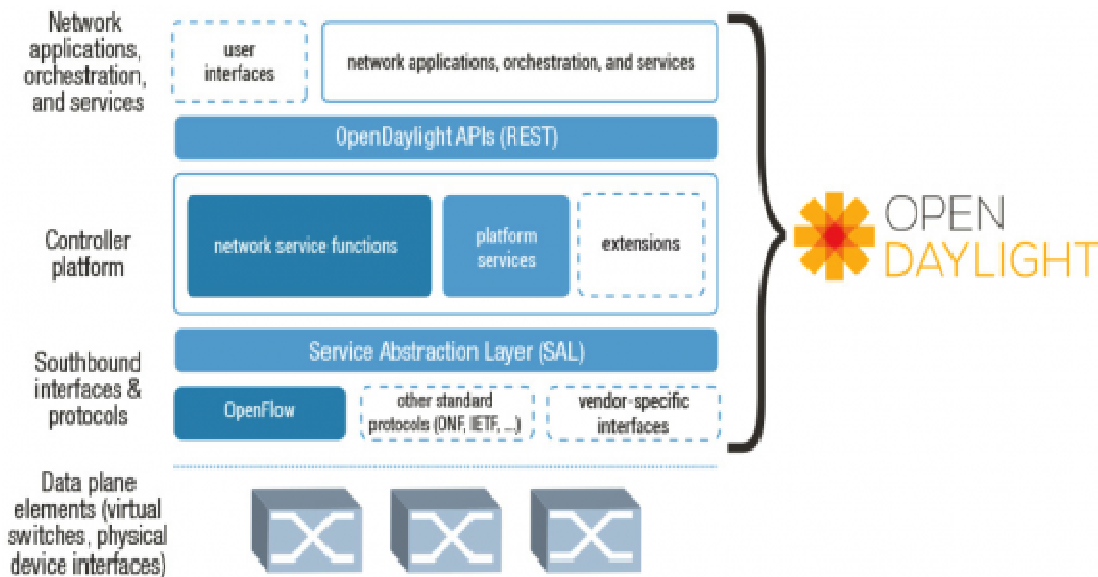 Network
applications,
orchestration,
and services
user
interfaces
network applications, orchestration, and services
OpenDaylight APIs (REST)
Controller
platform
network service functions
platform
services
extensions
OPEN
DAYLIGHT
Service Abstraction Layer (SAL)
Southbound
interfaces &
protocols
OpenFlow
other standard
protocols (ONF, IETF, ...)
vendor-specific
interfaces
Data plane
elements (virtual
switches, physical
device interfaces)